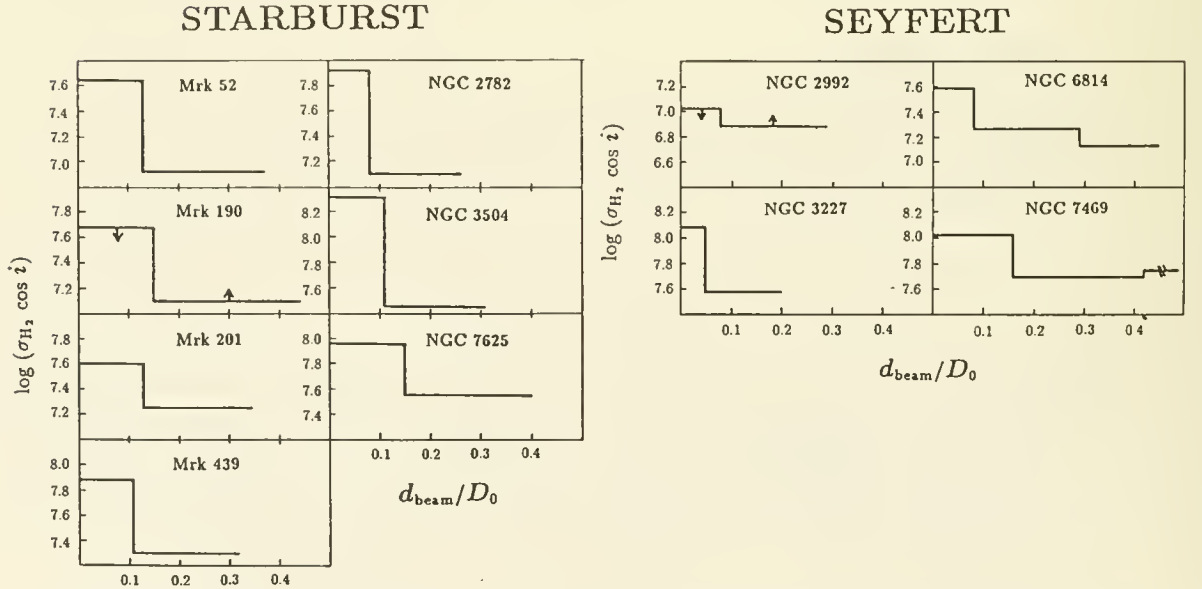 STARBURST
SEYFERT
log (σH₂ cos i)
Mrk 52
7.6
7.4
7.2
7.0
NGC 2782
7.8
7.6
7.4
7.2
Mrk 190
7.8
7.6
7.4
7.2
NGC 3504
8.2
8.0
7.8
7.6
Mrk 201
7.8
7.6
7.4
7.2
NGC 7625
8.0
7.8
7.6
7.4
0.1 0.2 0.3 0.4
dbeam/D₀
Mrk 439
8.0
7.8
7.6
7.4
0.1 0.2 0.3 0.4
log (σH₂ cos i)
NGC 2992
7.2
7.0
6.8
6.6
NGC 6814
7.6
7.4
7.2
7.0
NGC 3227
8.2
8.0
7.8
7.6
NGC 7469
8.2
8.0
7.8
7.6
0.1 0.2 0.3 0.4
0.1 0.2 0.3 0.4
dbeam/D₀